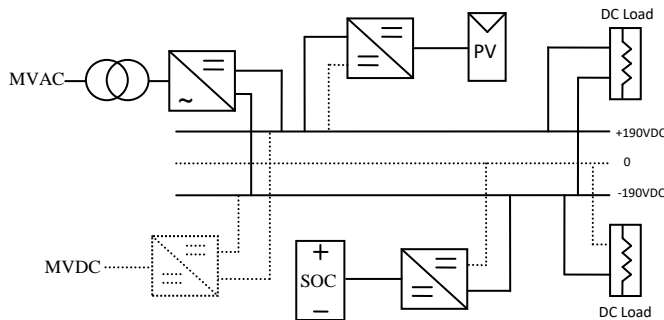 DC Load
PV
MVAC
~
+190VDC
0
-190VDC
MVDC
+
SOC
−
DC Load